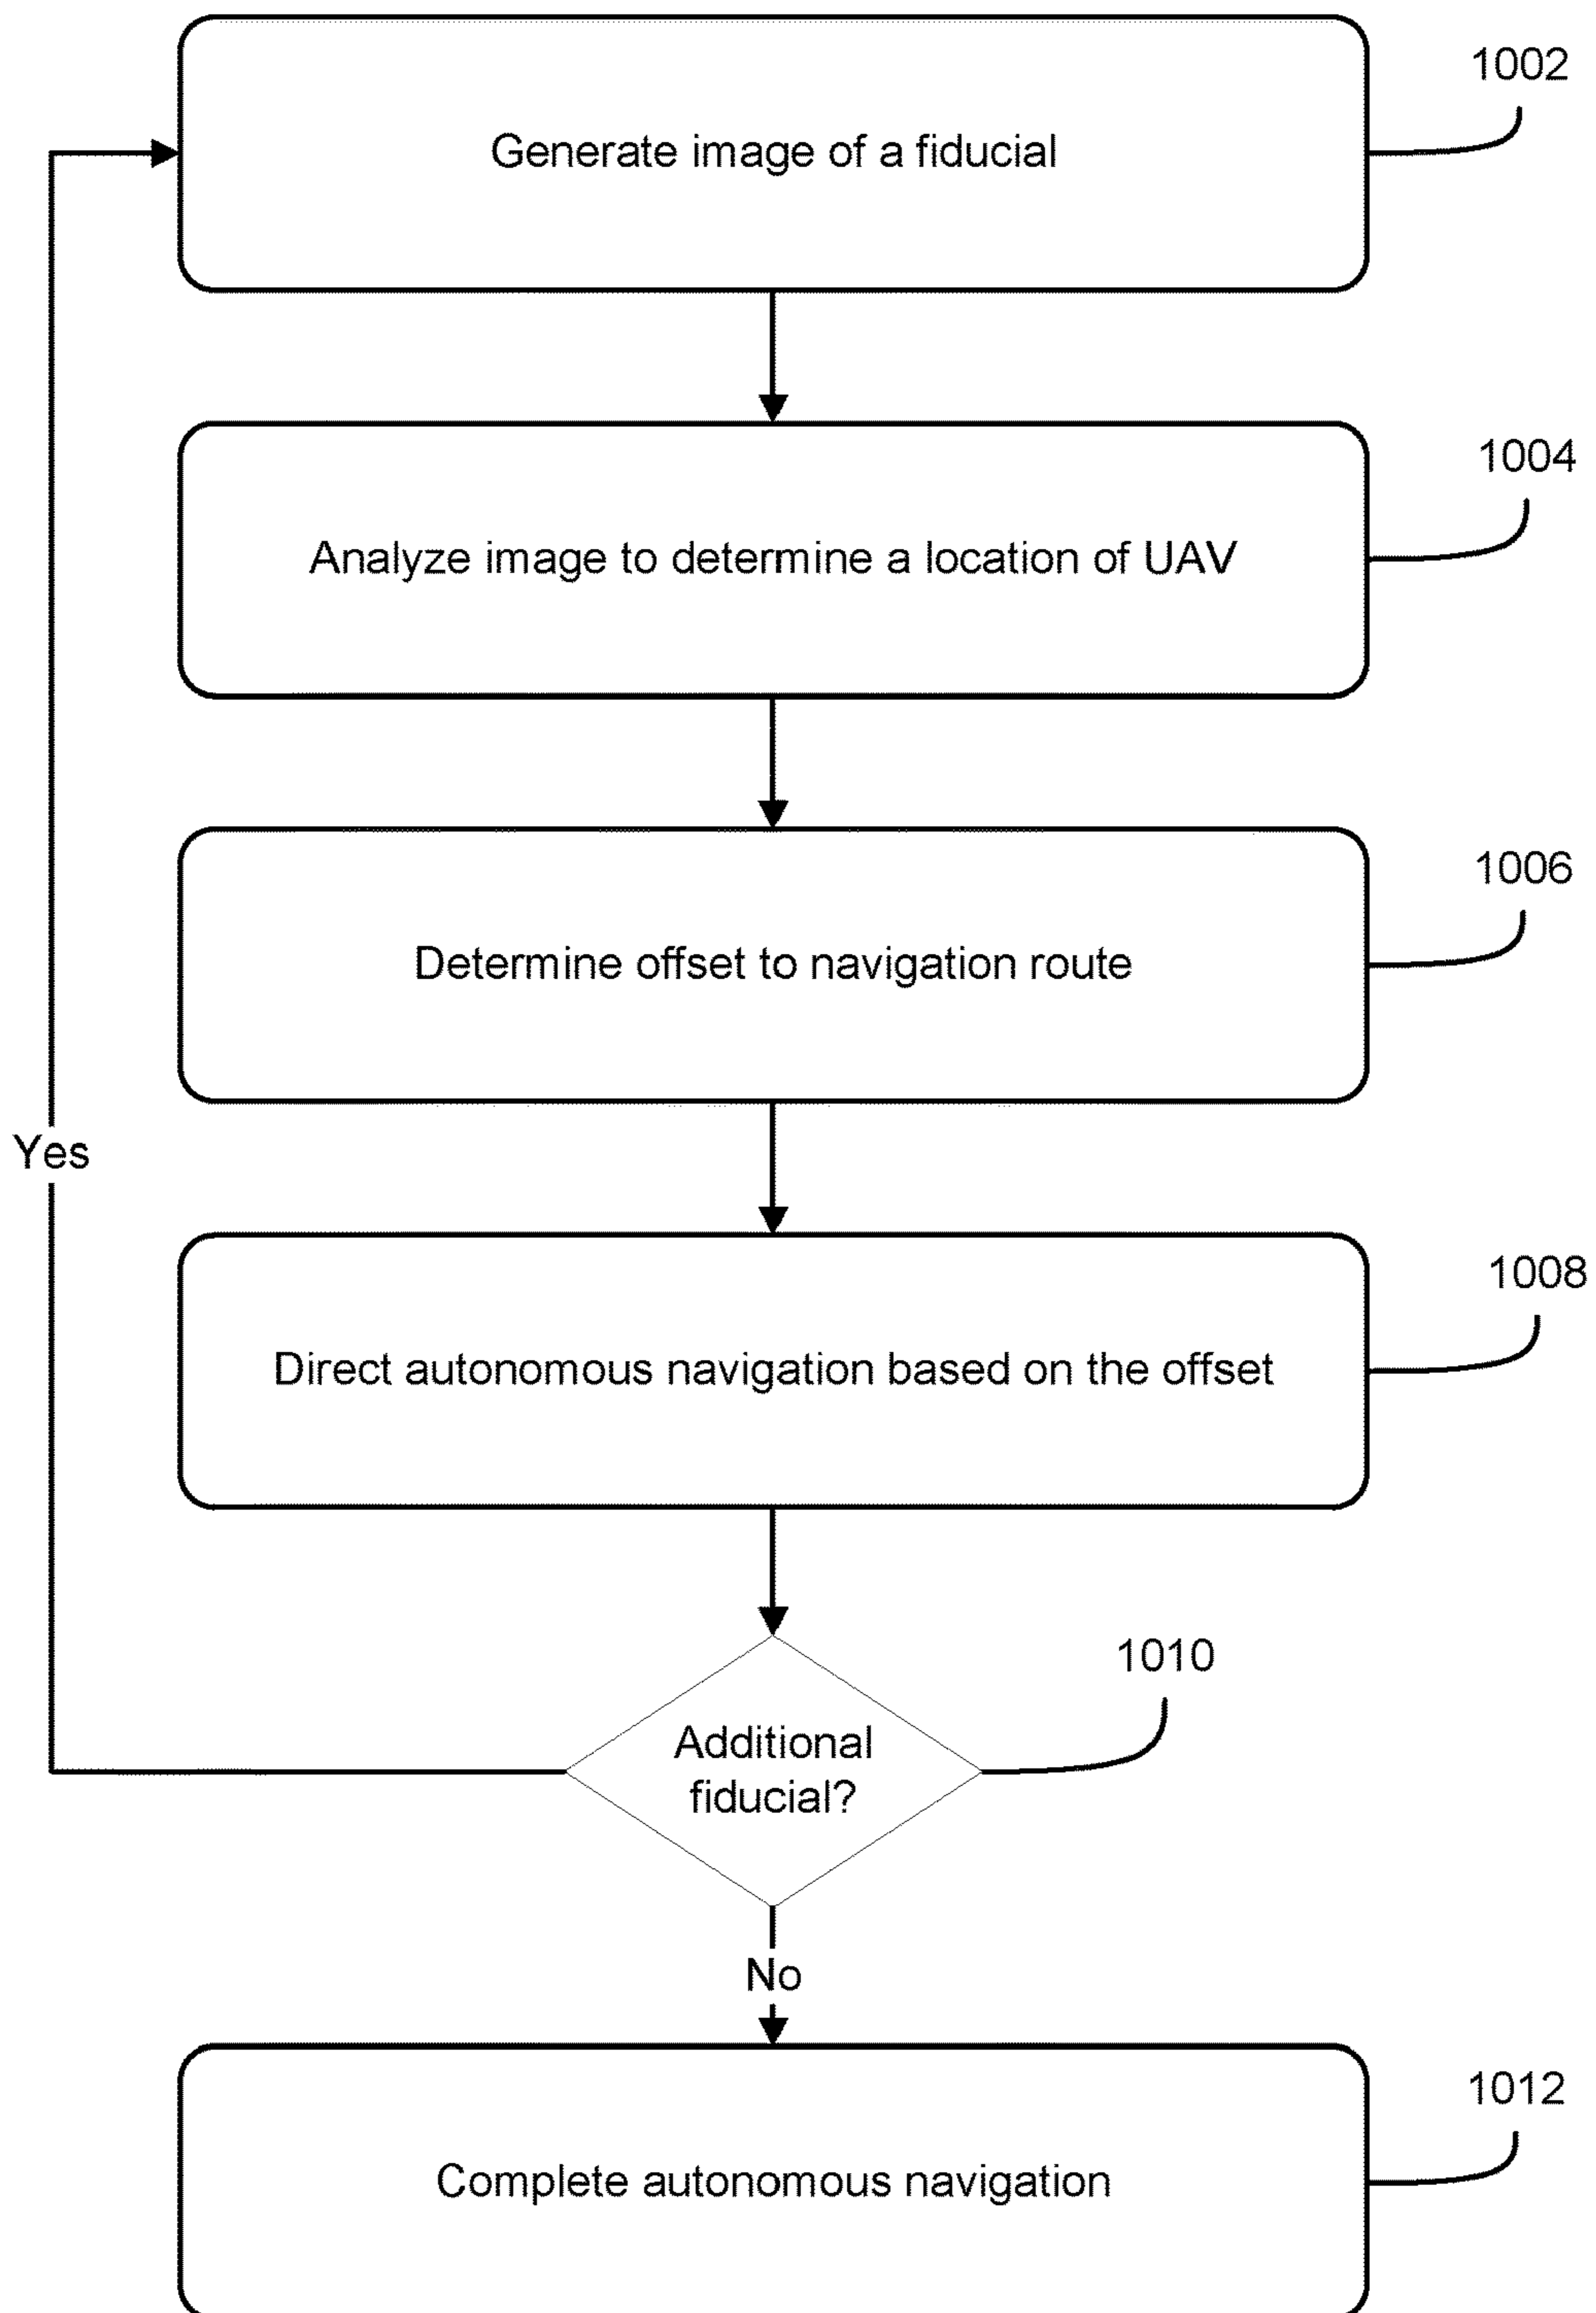 1002
Generate image of a fiducial
1004
Analyze image to determine a location of UAV
1006
Determine offset to navigation route
Yes
1008
Direct autonomous navigation based on the offset
1010
Additional
fiducial?
No
1012
Complete autonomous navigation